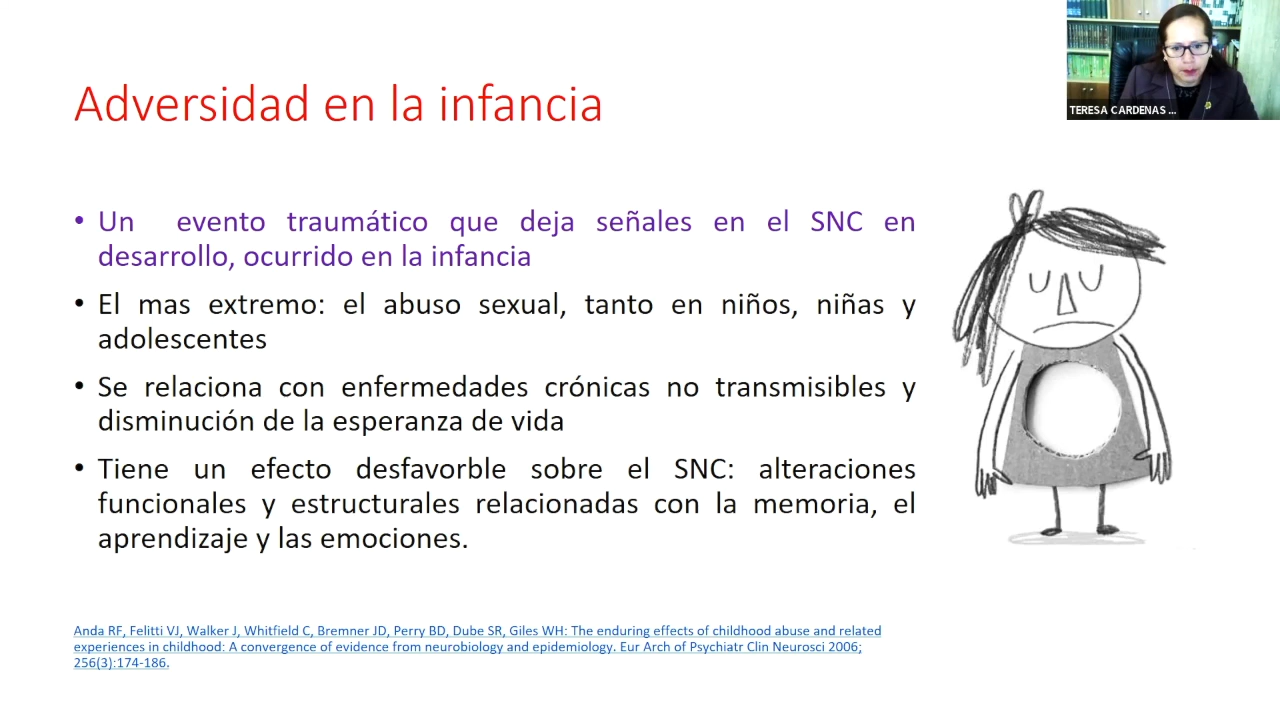 Adversidad en la infancia
TERESA CARDENAS ...
• Un evento traumático que deja señales en el SNC en
desarrollo, ocurrido en la infancia
• El mas extremo: el abuso sexual, tanto en niños, niñas y
adolescentes
• Se relaciona con enfermedades crónicas no transmisibles y
disminución de la esperanza de vida
• Tiene un efecto desfavorble sobre el SNC: alteraciones
funcionales y estructurales relacionadas con la memoria, el
aprendizaje y las emociones.
Anda RF, Felitti VJ, Walker J, Whitfield C, Bremner JD, Perry BD, Dube SR, Giles WH: The enduring effects of childhood abuse and related
experiences in childhood: A convergence of evidence from neurobiology and epidemiology. Eur Arch of Psychiatr Clin Neurosci 2006;
256(3):174-186.